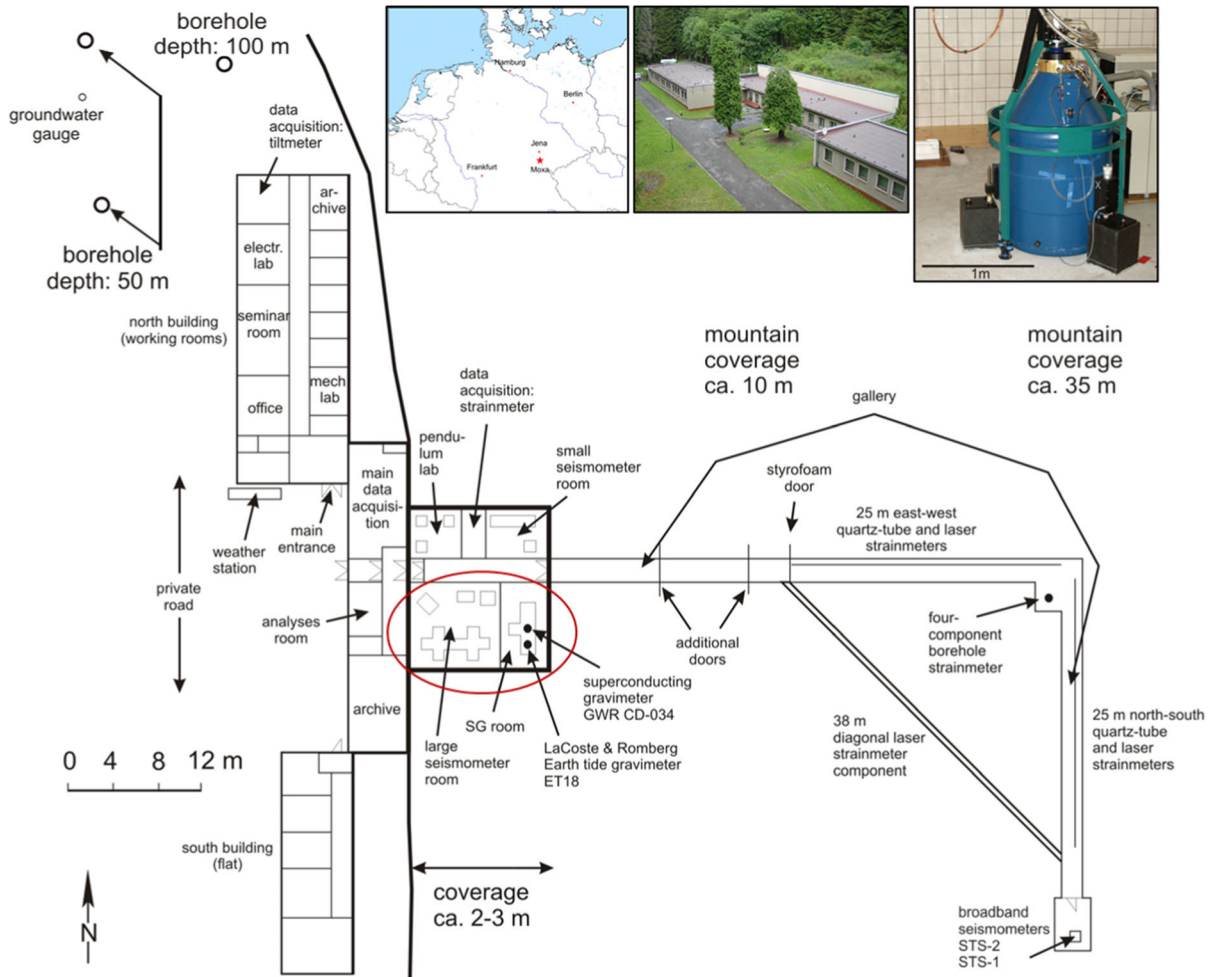 borehole
depth: 100 m
groundwater
gauge
borehole
depth: 50 m
data
acquisition:
tiltmeter
ar-
chive
electr.
lab
seminar
room
office
mech.
lab
north building
(working rooms)
weather
station
main
entrance
private
road
main
data
acquisi-
tion
analyses
room
archive
south building
(flat)
0 4 8 12 m
N
Hamburg
Berlin
Jena
Moxa
Frankfurt
X
1m
data
acquisition:
strainmeter
pendu-
lum
lab
small
seismometer
room
large
seismometer
room
SG room
superconducting
gravimeter
GWR CD-034
LaCoste & Romberg
Earth tide gravimeter
ET18
coverage
ca. 2-3 m
mountain
coverage
ca. 10 m
mountain
coverage
ca. 35 m
gallery
styrofoam
door
25 m east-west
quartz-tube and laser
strainmeters
additional
doors
four-
component
borehole
strainmeter
38 m
diagonal laser
strainmeter
component
25 m north-south
quartz-tube
and laser
strainmeters
broadband
seismometers
STS-2
STS-1